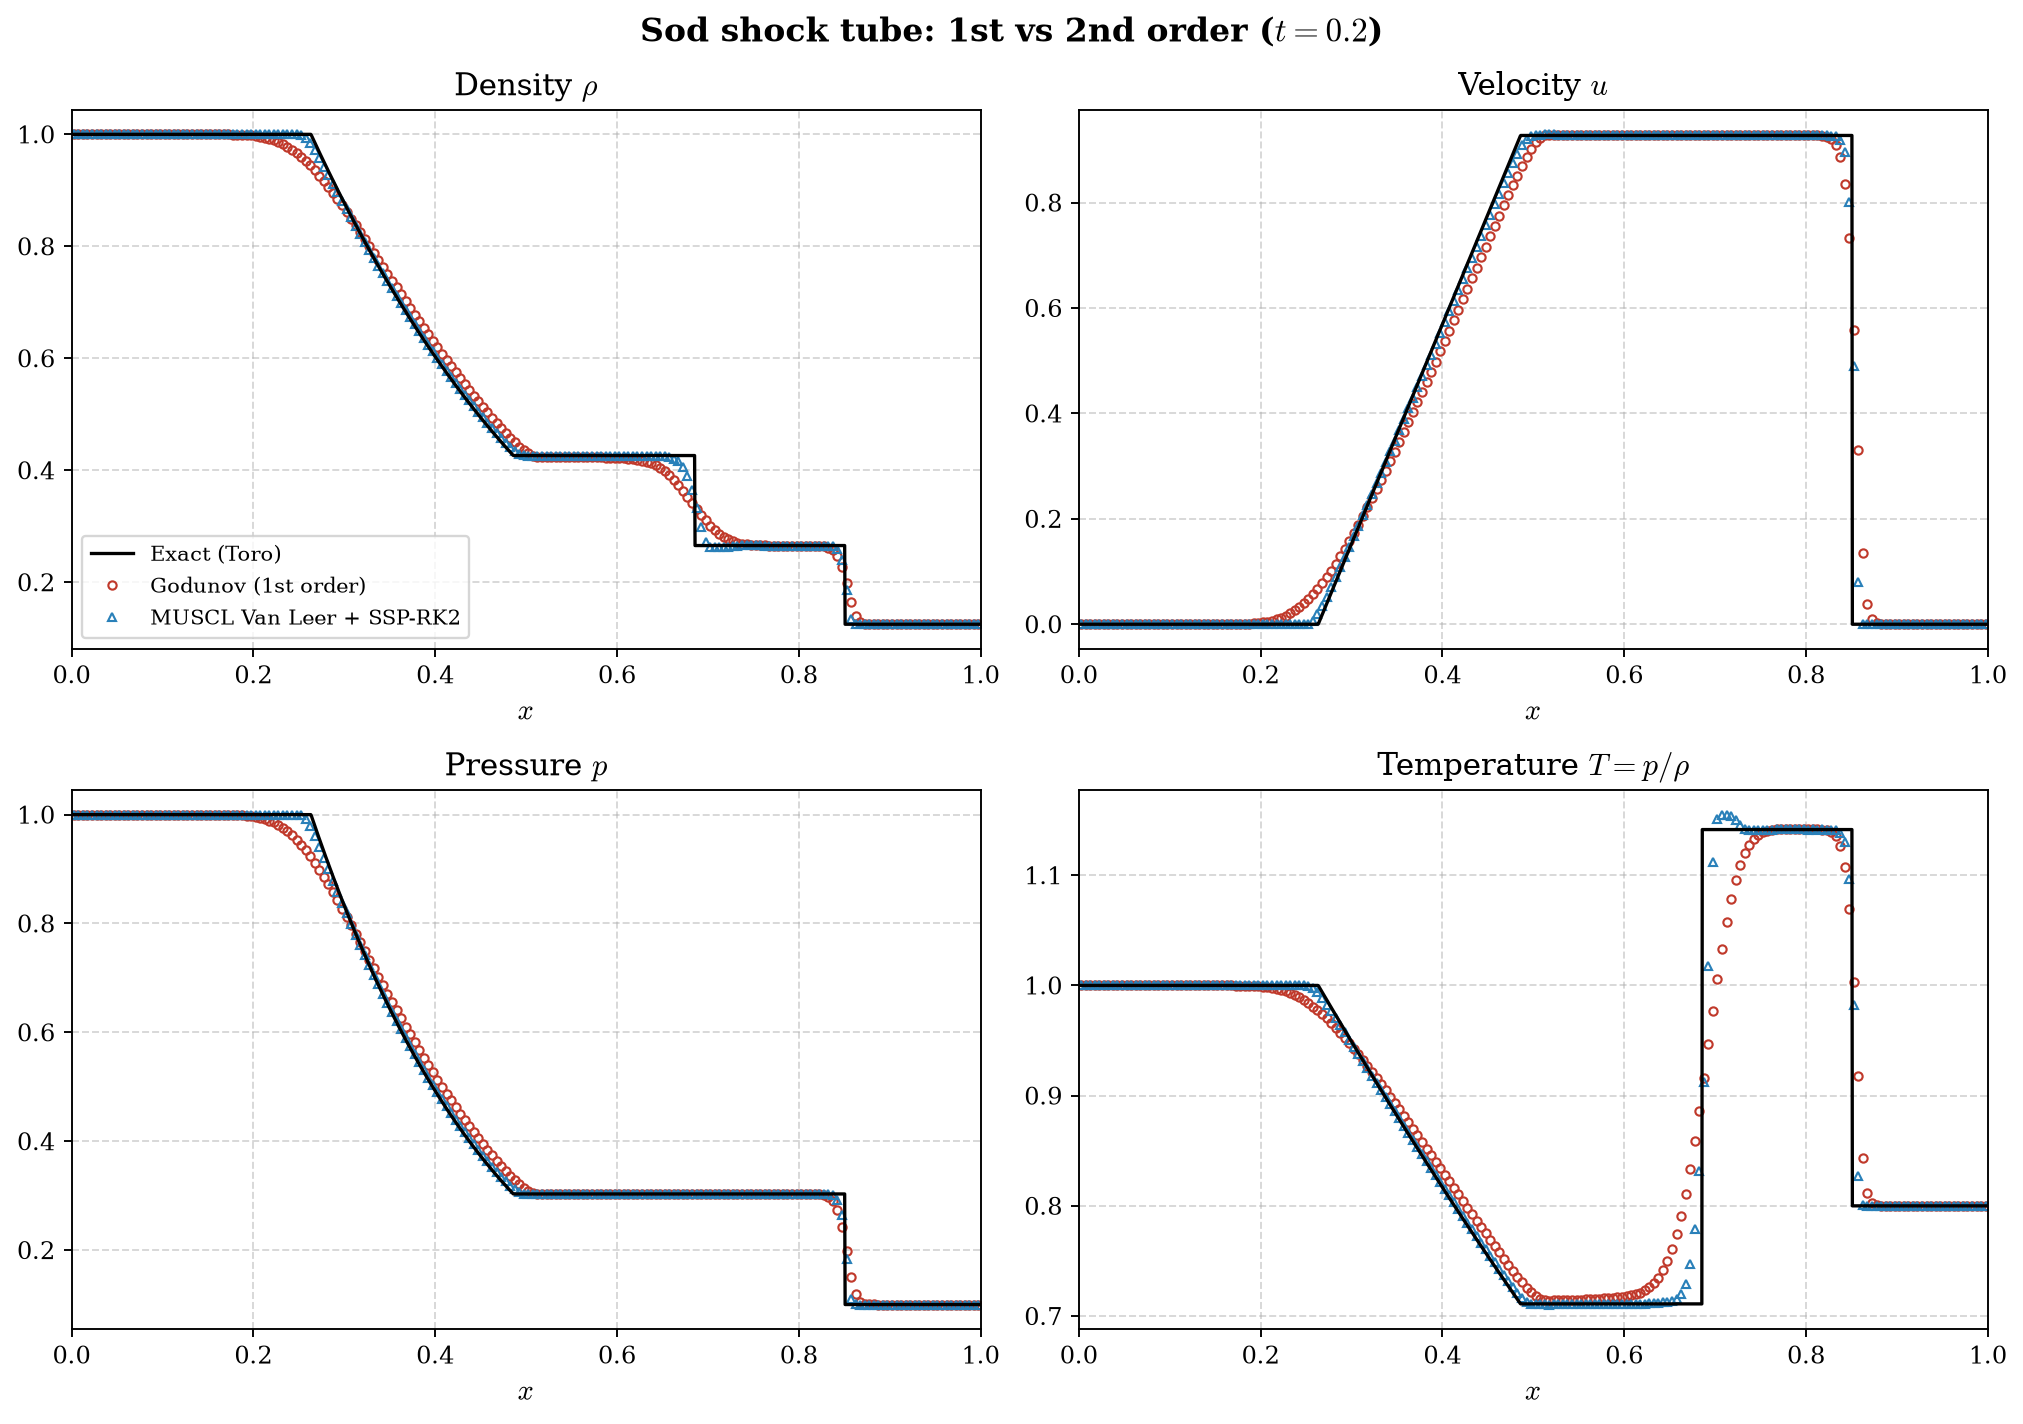 Sod shock tube: 1st vs 2nd order (t = 0.2)
Density ρ
1.0
0.8
0.6
0.4
0.2
Exact (Toro)
Godunov (1st order)
MUSCL Van Leer + SSP-RK2
0.0 0.2 0.4 0.6 0.8 1.0
x
Velocity u
0.8
0.6
0.4
0.2
0.0
0.0 0.2 0.4 0.6 0.8 1.0
x
Pressure p
1.0
0.8
0.6
0.4
0.2
0.0 0.2 0.4 0.6 0.8 1.0
x
Temperature T = p/ρ
1.1
1.0
0.9
0.8
0.7
0.0 0.2 0.4 0.6 0.8 1.0
x